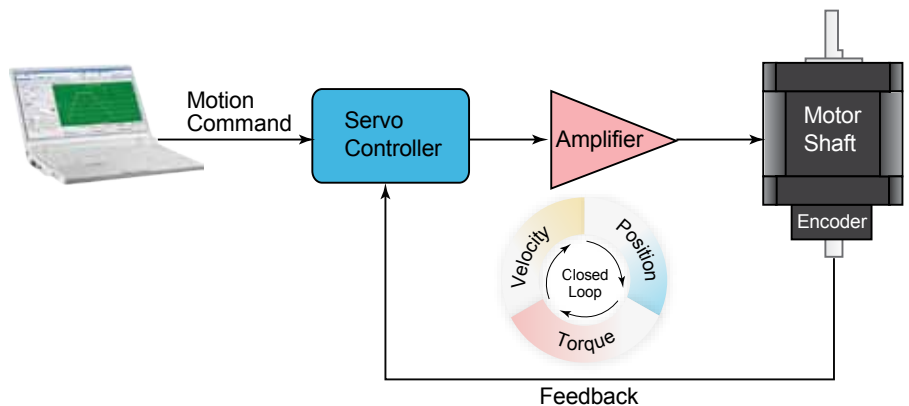 Motion
Command
Servo
Controller
Amplifier
Motor
Shaft
Encoder
Velocity
Position
Closed
Loop
Torque
Feedback